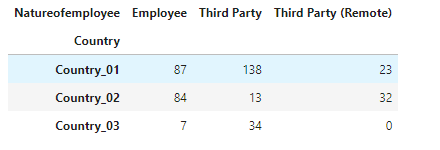 Natureofemployee Employee Third Party Third Party (Remote)
Country
Country_01 87 138 23
Country_02 84 13 32
Country_03 7 34 0